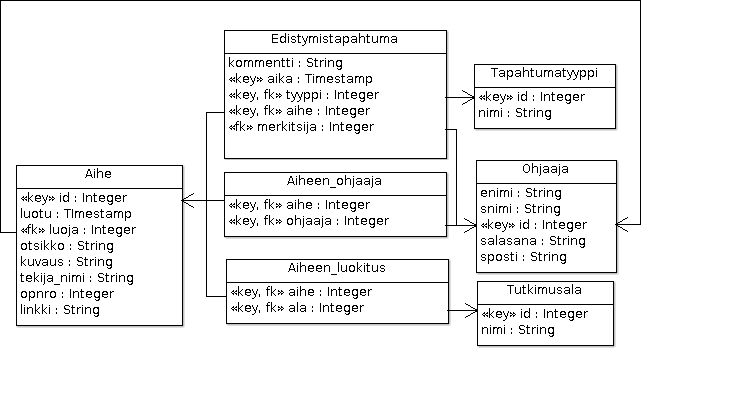 Edistymistapahtuma
kommentti : String
«key» aika : Timestamp
«key, fk» tyyppi : Integer
«key, fk» aihe : Integer
«fk» merkitsija : Integer
Tapahtumatyyppi
«key» id : Integer
nimi : String
Aihe
«key» id : Integer
luotu : TImestamp
«fk» luoja : Integer
otsikko : String
kuvaus : String
tekija_nimi : String
opnro : Integer
linkki : String
Aiheen_ohjaaja
«key, fk» aihe : Integer
«key, fk» ohjaaja : Integer
Ohjaaja
enimi : String
snimi : String
«key» id : Integer
salasana : String
sposti : String
Aiheen_luokitus
«key, fk» aihe : Integer
«key, fk» ala : Integer
Tutkimusala
«key» id : Integer
nimi : String